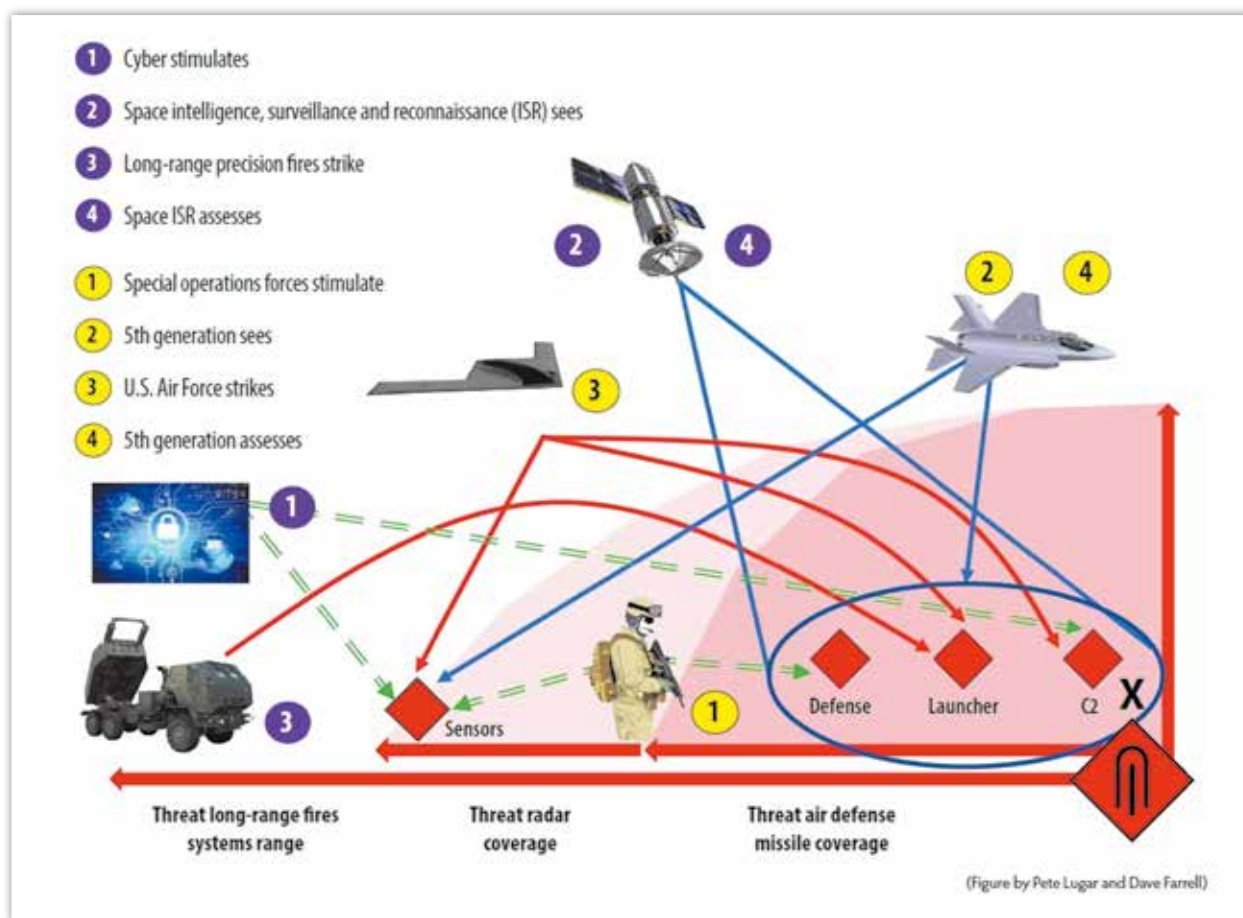 1 Cyber stimulates
2 Space intelligence, surveillance and reconnaissance (ISR) sees
3 Long-range precision fires strike
4 Space ISR assesses
1 Special operations forces stimulate
2 5th generation sees
3 U.S. Air Force strikes
4 5th generation assesses
2
4
2
4
3
1
3
1
Sensors
Defense
Launcher
C2
X
Threat long-range fires
systems range
Threat radar
coverage
Threat air defense
missile coverage
(Figure by Pete Lugar and Dave Farrell)